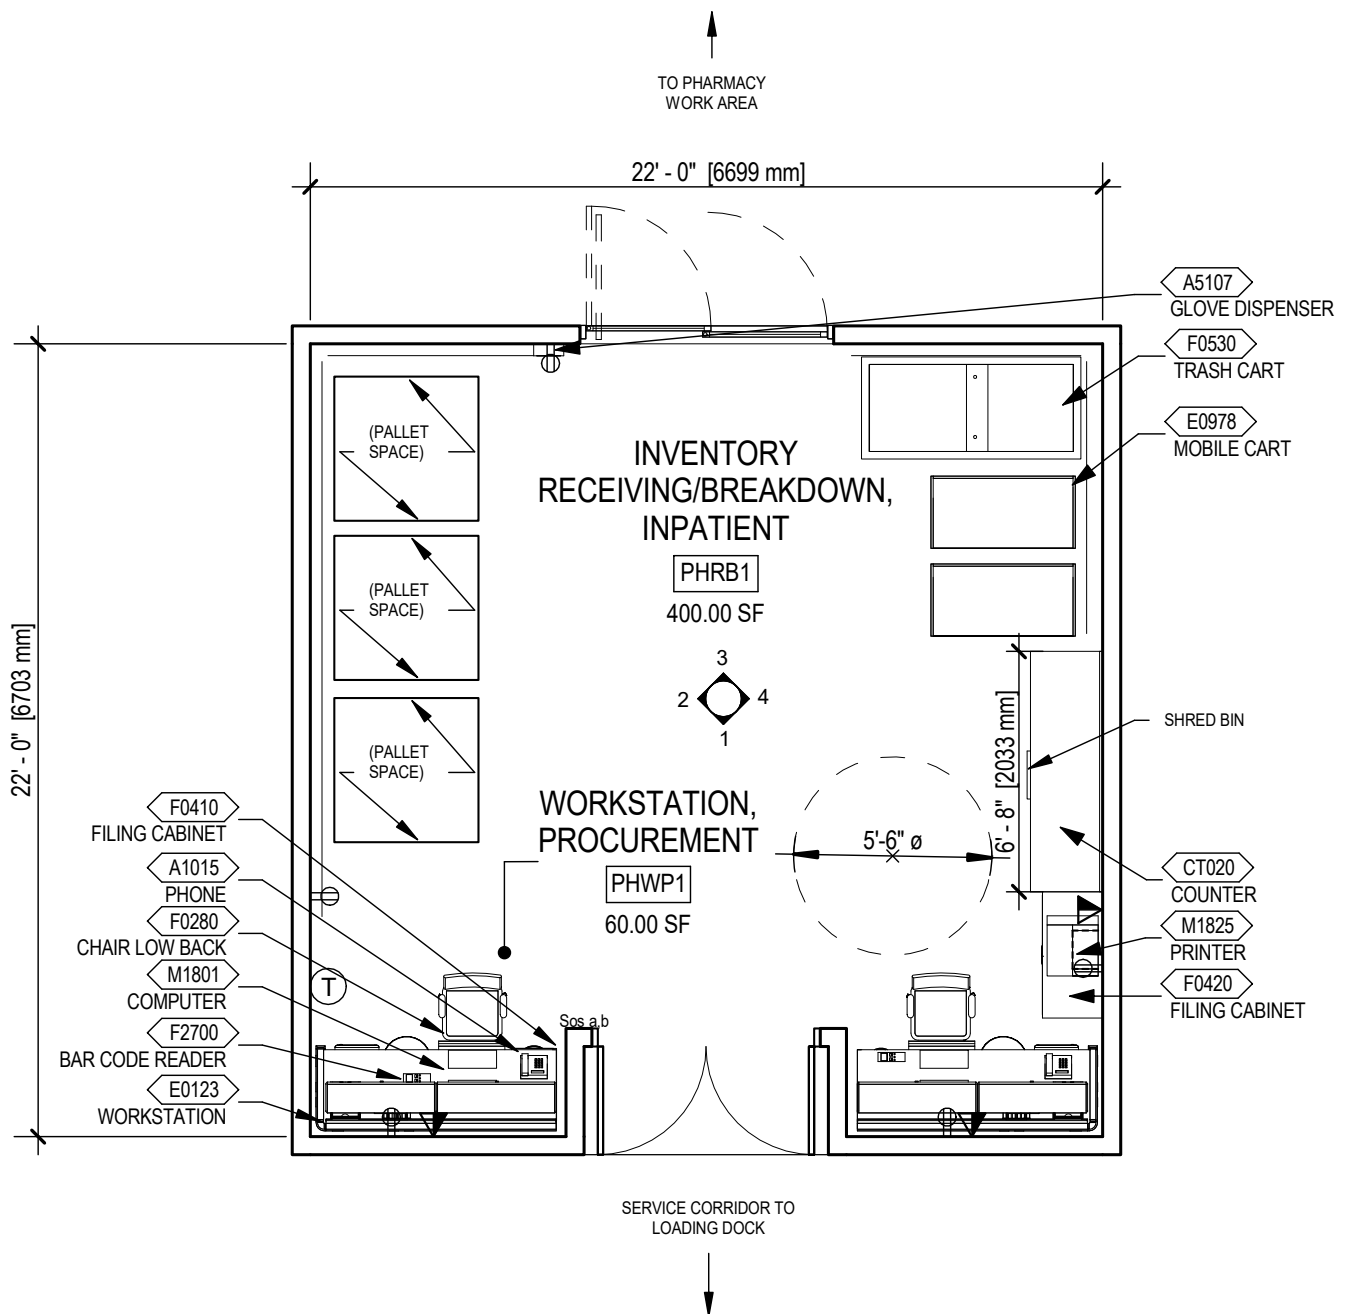 TO PHARMACY
WORK AREA
22' - 0" [6699 mm]
A5107
GLOVE DISPENSER
F0530
TRASH CART
E0978
MOBILE CART
(PALLET
SPACE)
INVENTORY
RECEIVING/BREAKDOWN,
INPATIENT
PHRB1
400.00 SF
(PALLET
SPACE)
22' - 0" [6703 mm]
3
2
4
1
6' - 8" [2033 mm]
SHRED BIN
(PALLET
SPACE)
WORKSTATION,
PROCUREMENT
PHWP1
60.00 SF
5'-6" ø
F0410
FILING CABINET
A1015
PHONE
F0280
CHAIR LOW BACK
M1801
COMPUTER
F2700
BAR CODE READER
E0123
WORKSTATION
T
Sos a,b
CT020
COUNTER
M1825
PRINTER
F0420
FILING CABINET
SERVICE CORRIDOR TO
LOADING DOCK